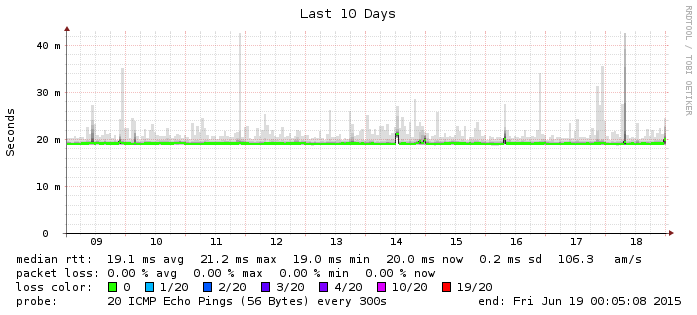 Last 10 Days
RRDTOOL / TOBI OETIKER
Seconds
40 m
30 m
20 m
10 m
0
09 10 11 12 13 14 15 16 17 18
median rtt: 19.1 ms avg 21.2 ms max 19.0 ms min 20.0 ms now 0.2 ms sd 106.3 am/s
packet loss: 0.00 % avg 0.00 % max 0.00 % min 0.00 % now
loss color: 0 1/20 2/20 3/20 4/20 10/20 19/20
probe: 20 ICMP Echo Pings (56 Bytes) every 300s end: Fri Jun 19 00:05:08 2015